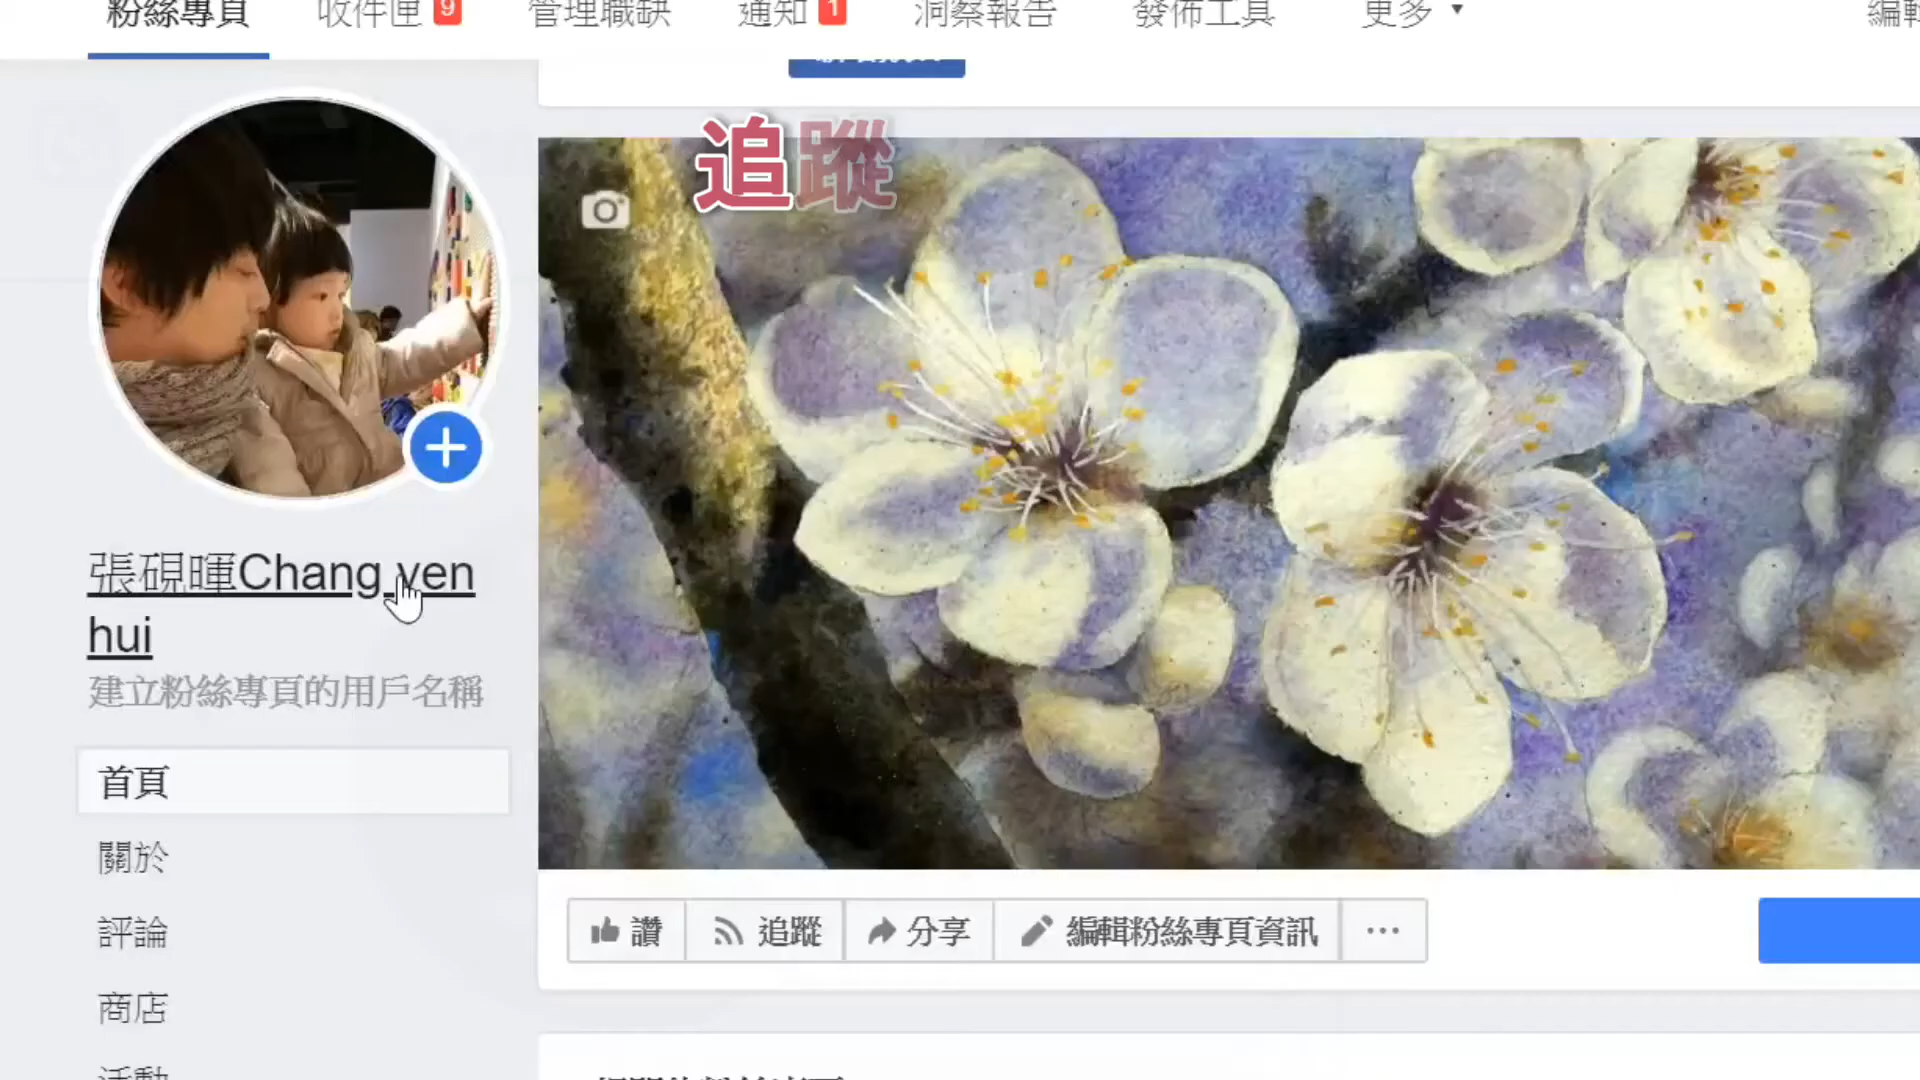 粉絲專頁 收件匣 9 管理職缺 通知 1 洞察報告 發佈工具 更多
追蹤
張硯暉Chang yen
hui
建立粉絲專頁的用戶名稱
首頁
關於
評論
商店
活動
讚 追蹤 分享 編輯粉絲專頁資訊 ...